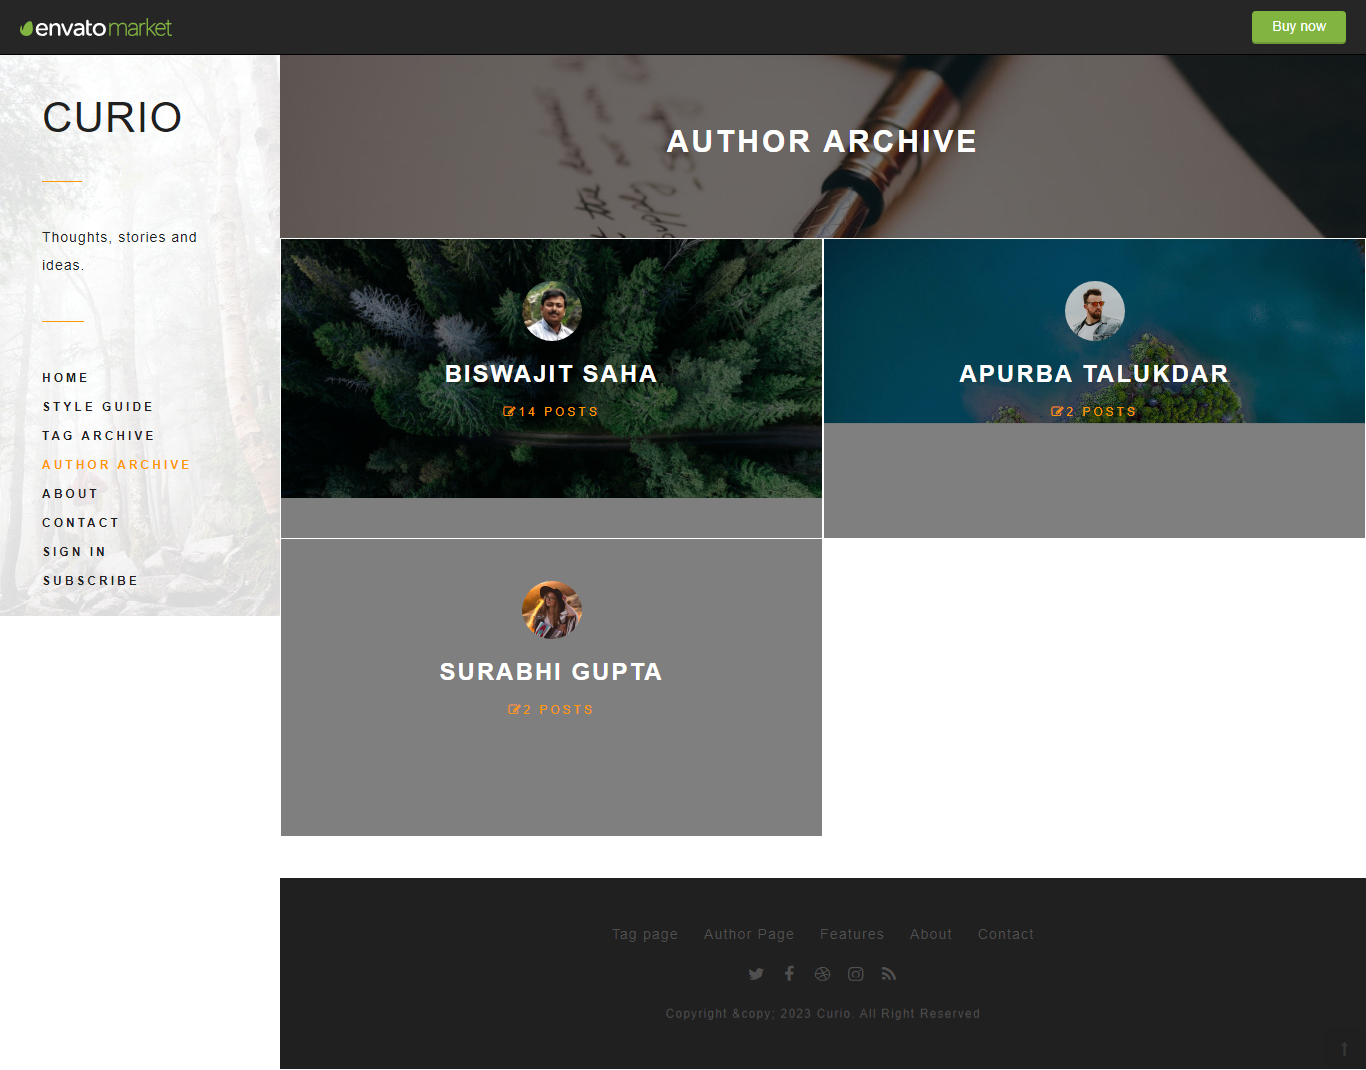 envato market
Buy now
CURIO
Thoughts, stories and
ideas.
HOME
STYLE GUIDE
TAG ARCHIVE
AUTHOR ARCHIVE
ABOUT
CONTACT
SIGN IN
SUBSCRIBE
AUTHOR ARCHIVE
BISWAJIT SAHA
14 POSTS
APURBA TALUKDAR
2 POSTS
SURABHI GUPTA
2 POSTS
Tag page Author Page Features About Contact
Copyright &copy; 2023 Curio. All Right Reserved